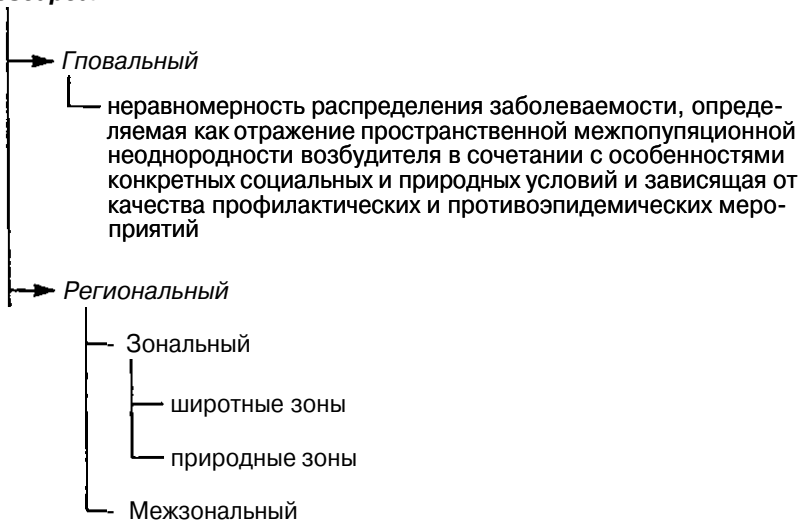 Гповальный
неравномерность распределения заболеваемости, опреде-
ляемая как отражение пространственной межпопупяционной
неоднородности возбудителя в сочетании с особенностями
конкретных социальных и природных условий и зависящая от
качества профилактических и противоэпидемических меро-
приятий
Региональный
- Зональный
широтные зоны
природные зоны
- Межзональный